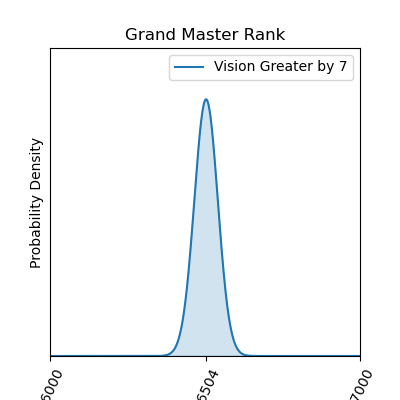 Grand Master Rank
Vision Greater by 7
Probability Density
6000
6504
7000